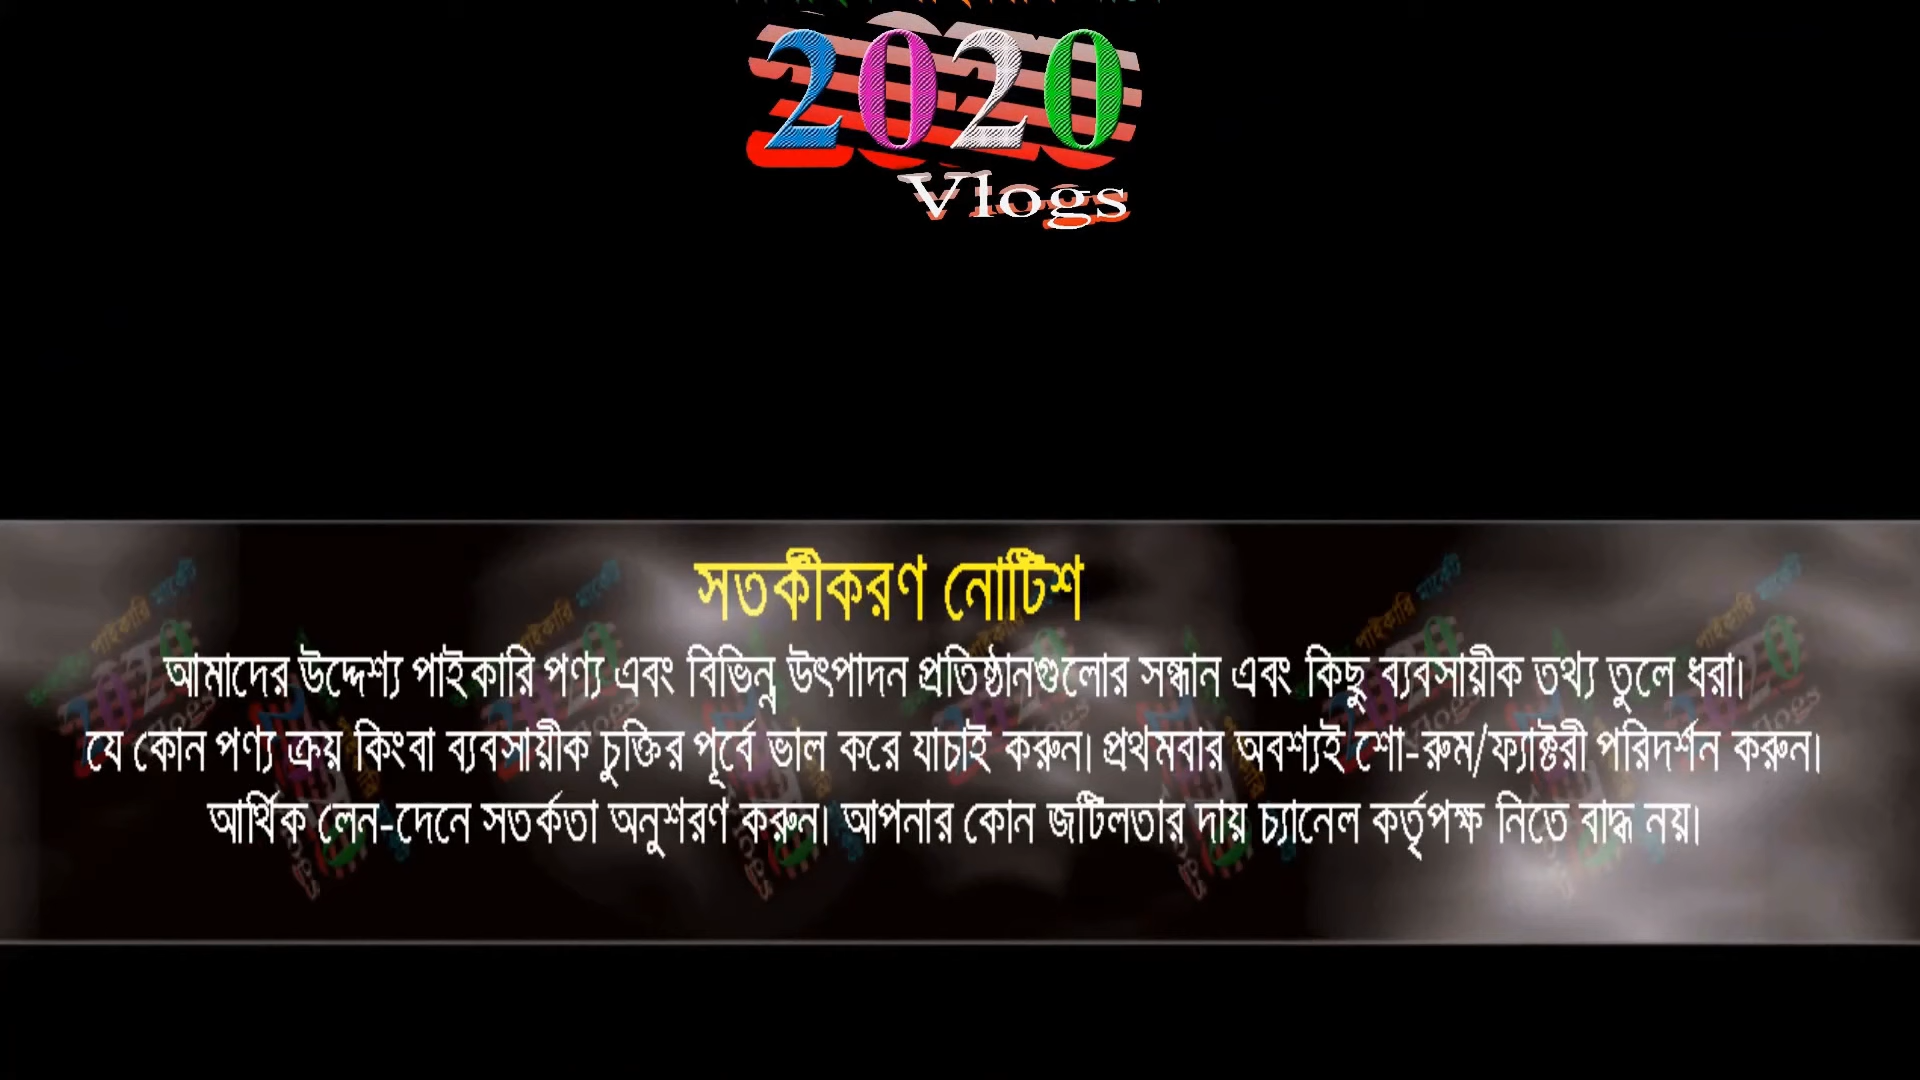 2020
Vlogs
সতর্কীকরণ নোটিশ
আমাদের উদ্দেশ্য পাইকারি পণ্য এবং বিভিন্ন উৎপাদন প্রতিষ্ঠানগুলোর সন্ধান এবং কিছু ব্যবসায়ীক তথ্য তুলে ধরা।
যে কোন পণ্য ক্রয় কিংবা ব্যবসায়ীক চুক্তির পূর্বে ভাল করে যাচাই করুন। প্রথমবার অবশ্যই শো-রুম/ফ্যাক্টরী পরিদর্শন করুন।
আর্থিক লেন-দেনে সতর্কতা অনুশরণ করুন। আপনার কোন জটিলতার দায় চ্যানেল কর্তৃপক্ষ নিতে বাদ্ধ নয়।